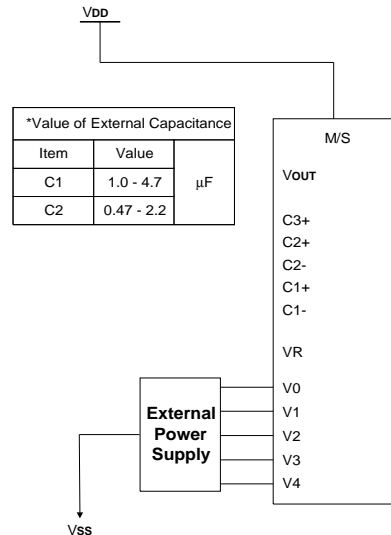 VDD
*Value of External Capacitance
Item Value
C1 1.0 - 4.7 μF
C2 0.47 - 2.2
M/S
VOUT
C3+
C2+
C2-
C1+
C1-
VR
V0
V1
V2
V3
V4
External
Power
Supply
VSS